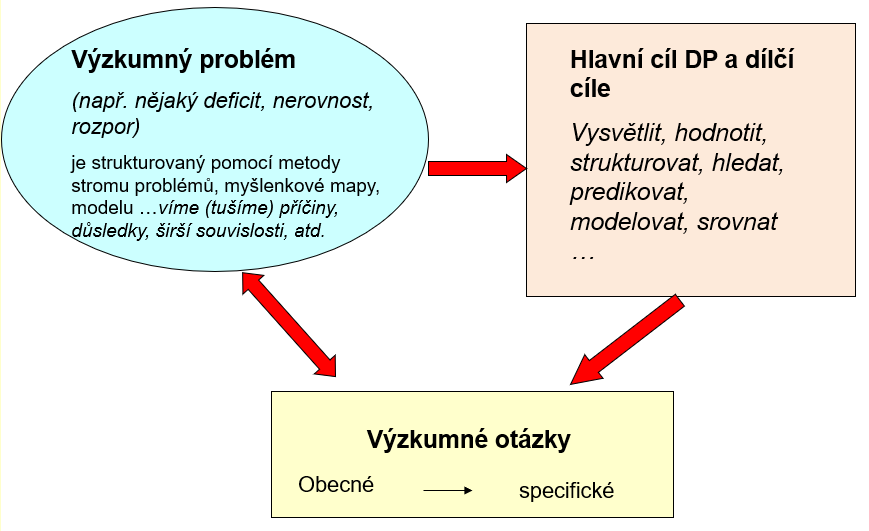 Výzkumný problém
(např. nějaký deficit, nerovnost,
rozpor)
je strukturovaný pomocí metody
stromu problémů, myšlenkové mapy,
modelu …víme (tušíme) příčiny,
důsledky, širší souvislosti, atd.
Hlavní cíl DP a dílčí
cíle
Vysvětlit, hodnotit,
strukturovat, hledat,
predikovat,
modelovat, srovnat
…
Výzkumné otázky
Obecné
specifické